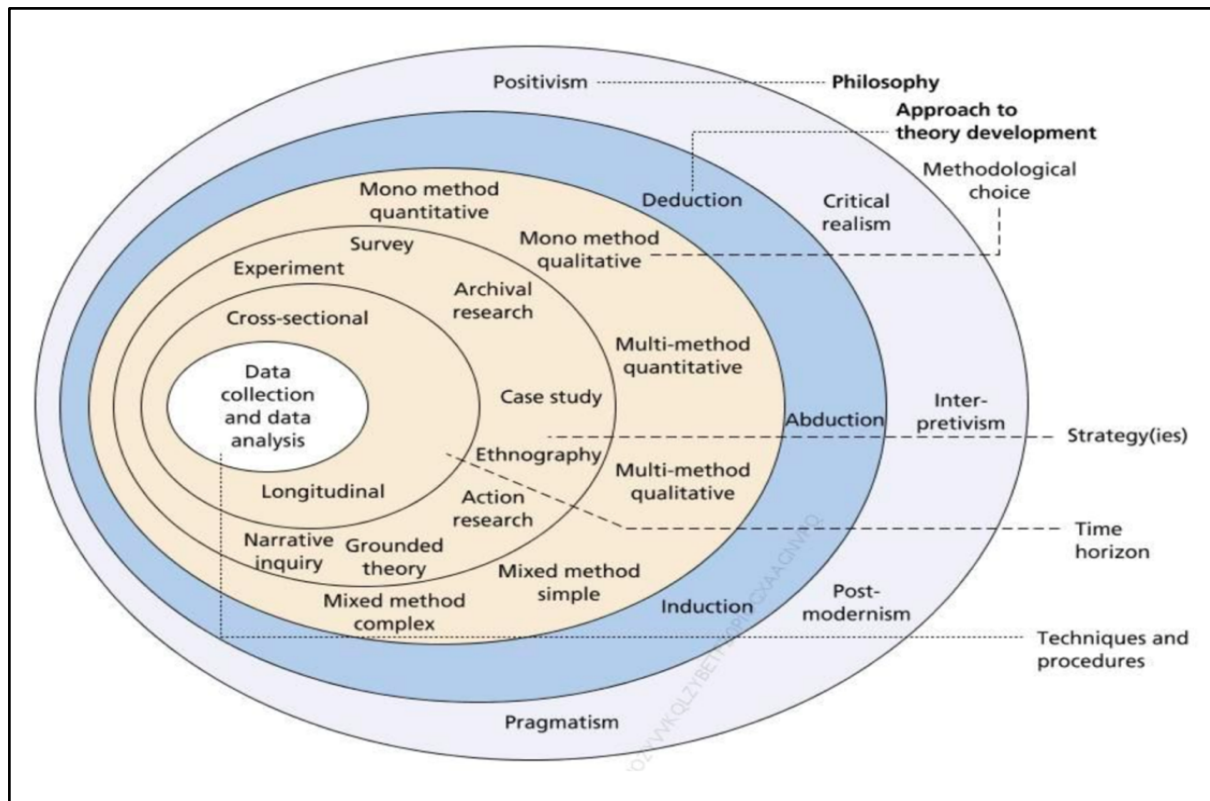 Positivism
Philosophy
Approach to
theory development
Methodological
choice
Mono method
quantitative
Deduction
Critical
realism
Survey
Mono method
qualitative
Experiment
Archival
research
Cross-sectional
Multi-method
quantitative
Data
collection
and data
analysis
Case study
Abduction
Inter-
pretivism
Strategy(ies)
Ethnography
Multi-method
qualitative
Longitudinal
Action
research
Time
horizon
Narrative
inquiry
Grounded
theory
Mixed method
simple
Mixed method
complex
Induction
Post-
modernism
Techniques and
procedures
Pragmatism